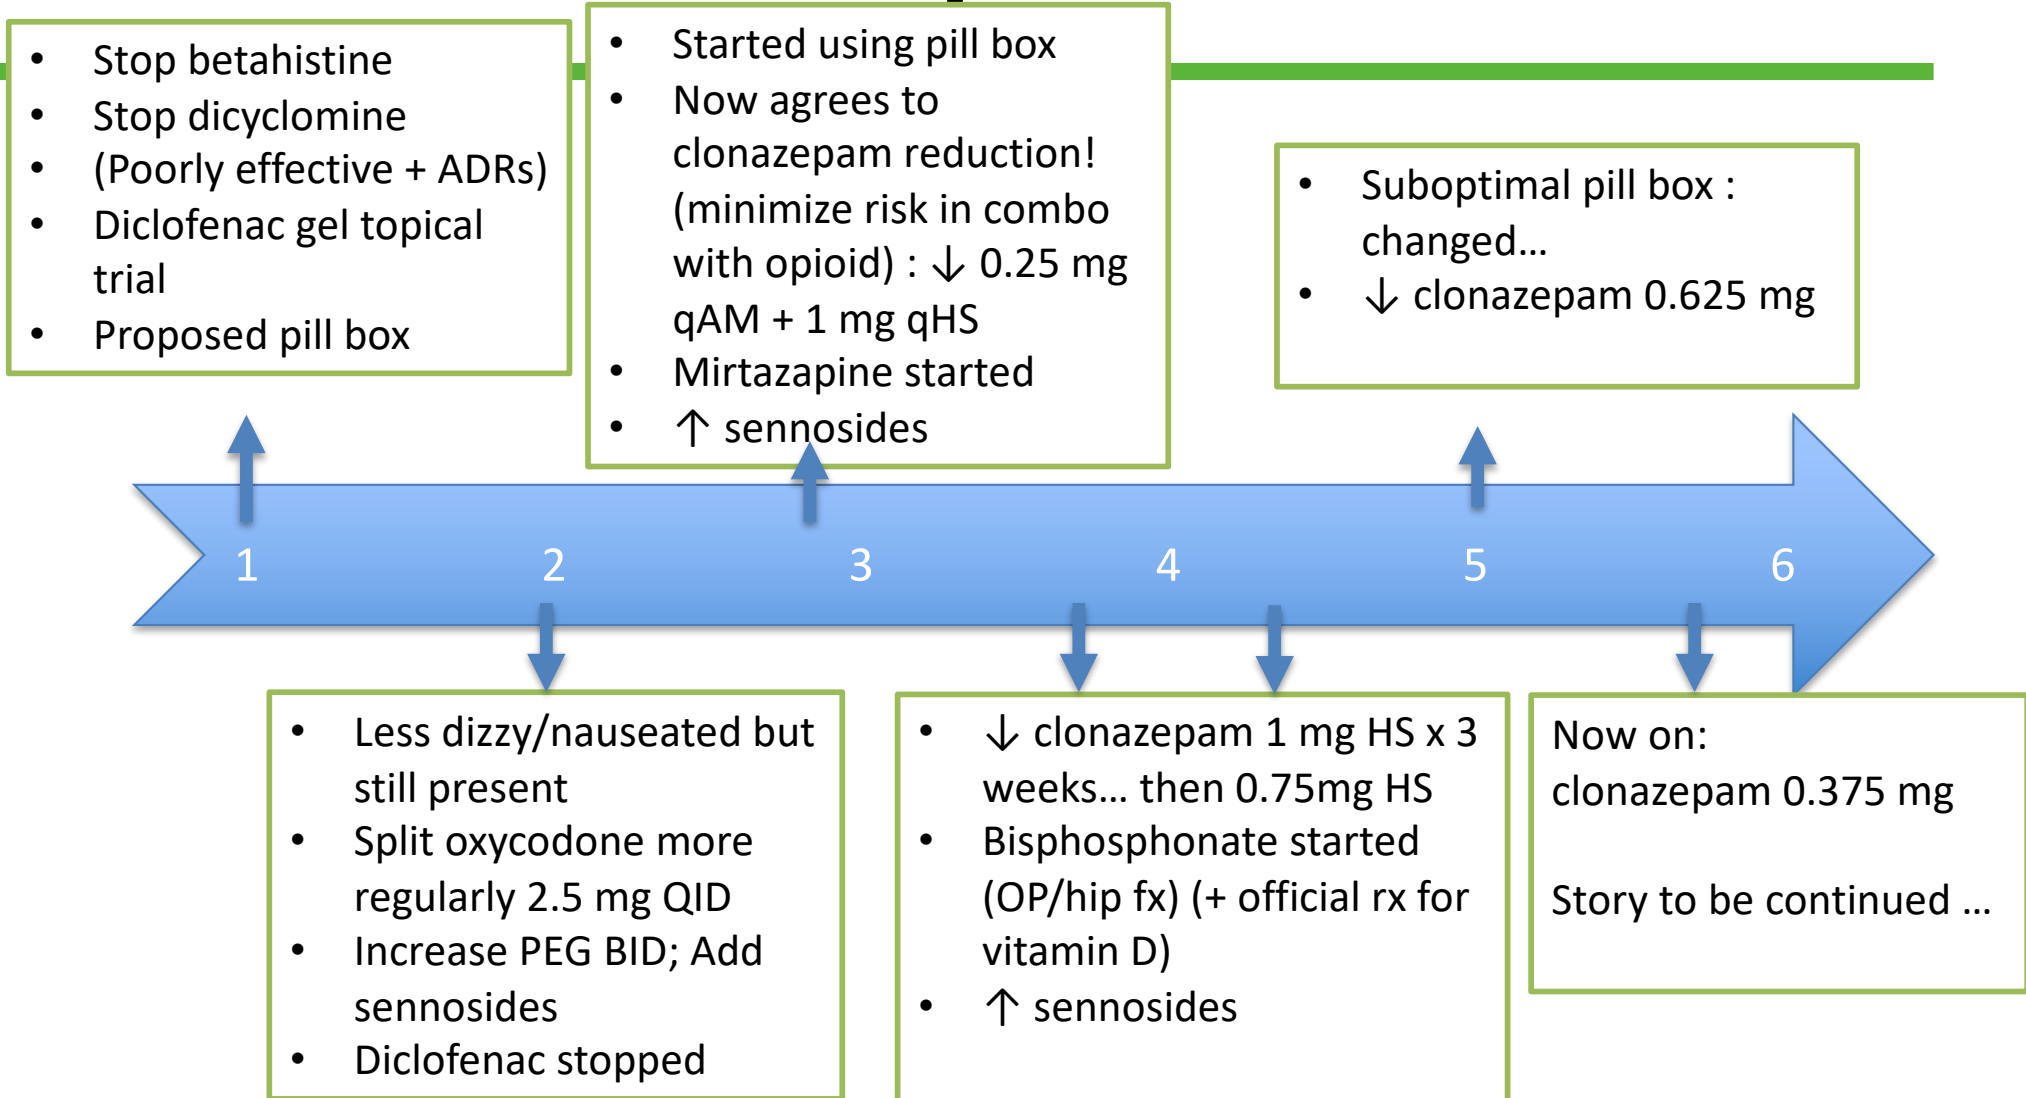 • Stop betahistine
• Stop dicyclomine
• (Poorly effective + ADRs)
• Diclofenac gel topical
trial
• Proposed pill box
• Started using pill box
• Now agrees to
clonazepam reduction!
(minimize risk in combo
with opioid) : ↓ 0.25 mg
qAM + 1 mg qHS
• Mirtazapine started
• ↑ sennosides
• Suboptimal pill box :
changed...
• ↓ clonazepam 0.625 mg
1 2 3 4 5 6
• Less dizzy/nauseated but
still present
• Split oxycodone more
regularly 2.5 mg QID
• Increase PEG BID; Add
sennosides
• Diclofenac stopped
• ↓ clonazepam 1 mg HS x 3
weeks... then 0.75mg HS
• Bisphosphonate started
(OP/hip fx) (+ official rx for
vitamin D)
• ↑ sennosides
Now on:
clonazepam 0.375 mg
Story to be continued ...